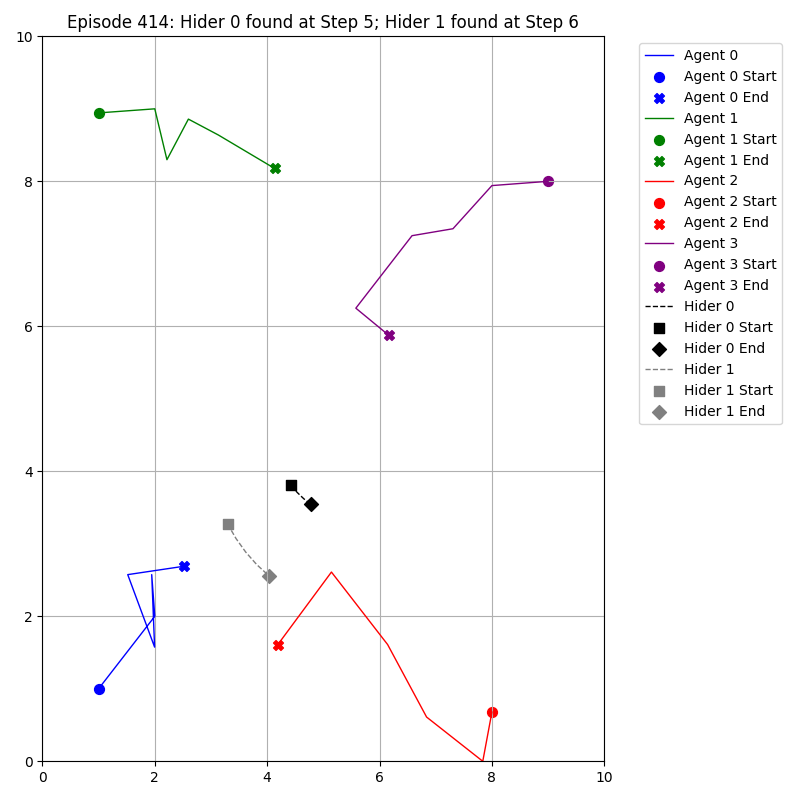 Episode 414: Hider 0 found at Step 5; Hider 1 found at Step 6
10
8
6
4
2
0
0 2 4 6 8 10
Agent 0
Agent 0 Start
Agent 0 End
Agent 1
Agent 1 Start
Agent 1 End
Agent 2
Agent 2 Start
Agent 2 End
Agent 3
Agent 3 Start
Agent 3 End
Hider 0
Hider 0 Start
Hider 0 End
Hider 1
Hider 1 Start
Hider 1 End